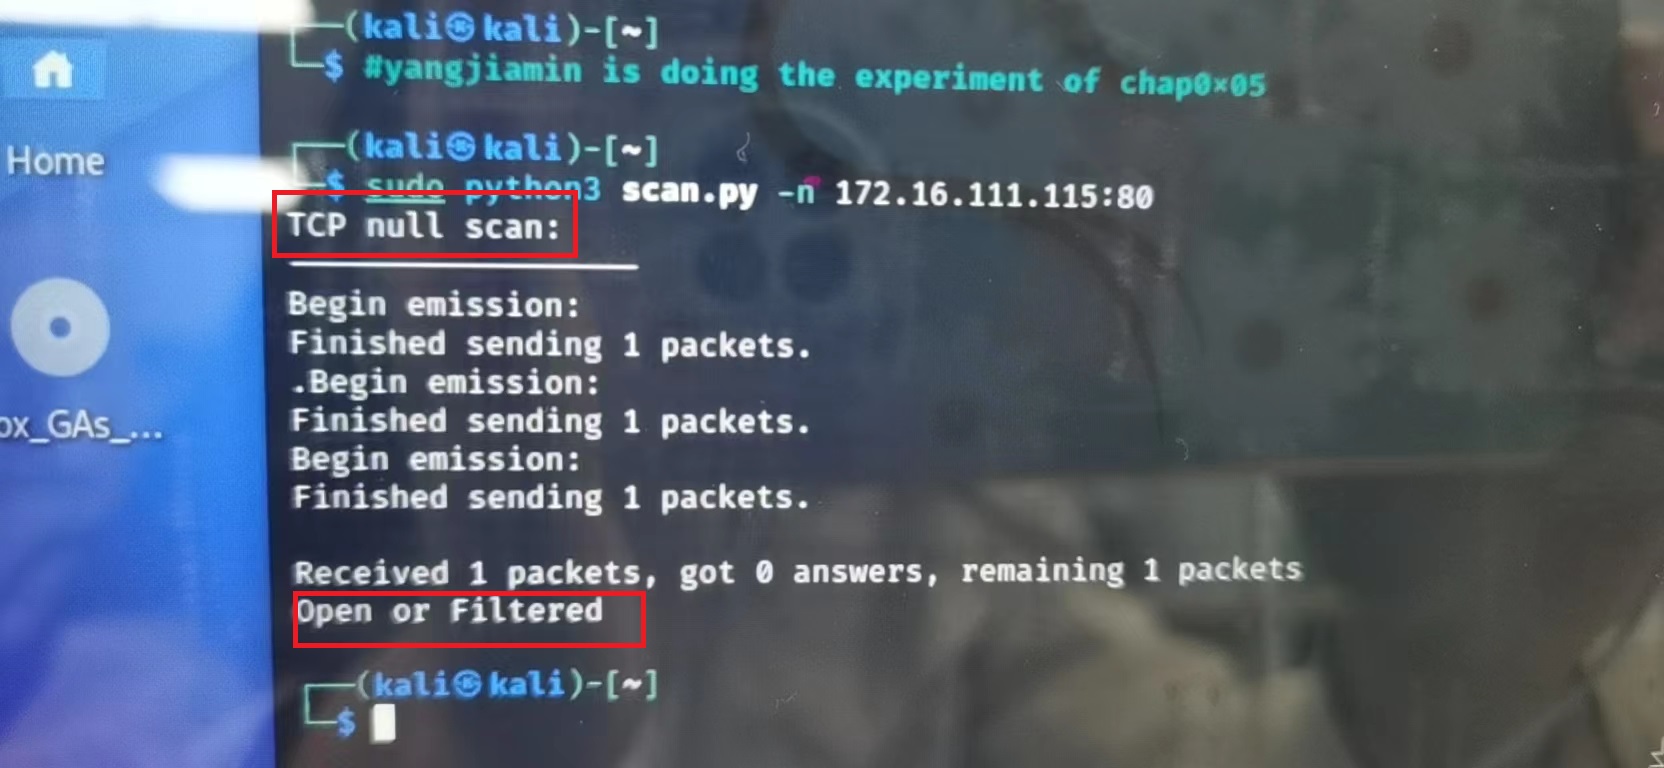 Home
ox_GAs_...
(kali㉿kali)-[~]
$ #yangjiamin is doing the experiment of chap0×05
(kali㉿kali)-[~]
$ sudo python3 scan.py -n 172.16.111.115:80
TCP null scan:
Begin emission:
Finished sending 1 packets.
.Begin emission:
Finished sending 1 packets.
Begin emission:
Finished sending 1 packets.
Received 1 packets, got 0 answers, remaining 1 packets
Open or Filtered
(kali㉿kali)-[~]
$